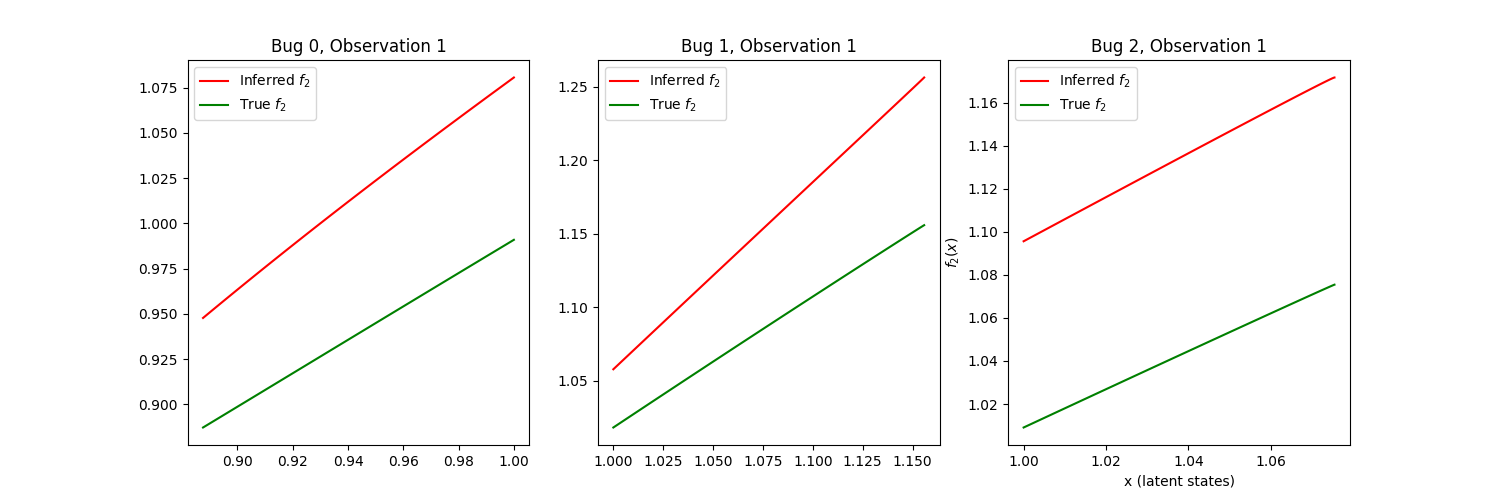 Bug 0, Observation 1
Inferred f₂
True f₂
1.075
1.050
1.025
1.000
0.975
0.950
0.925
0.900
0.90 0.92 0.94 0.96 0.98 1.00
Bug 1, Observation 1
Inferred f₂
True f₂
1.25
1.20
1.15
1.10
1.05
1.000 1.025 1.050 1.075 1.100 1.125 1.150
Bug 2, Observation 1
Inferred f₂
True f₂
f₂(x)
1.16
1.14
1.12
1.10
1.08
1.06
1.04
1.02
1.00 1.02 1.04 1.06
x (latent states)